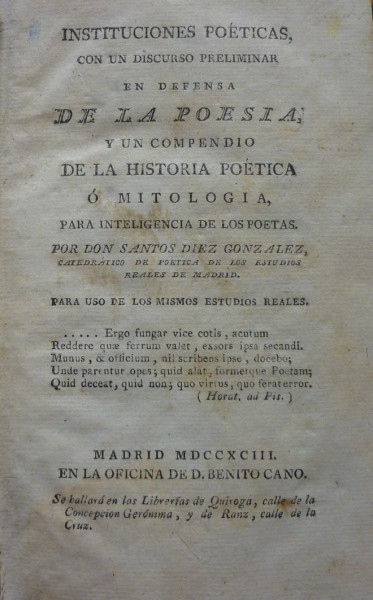 INSTITUCIONES POÉTICAS,
CON UN DISCURSO PRELIMINAR
EN DEFENSA
DE LA POESIA,
Y UN COMPENDIO
DE LA HISTORIA POÉTICA
Ó MITOLOGIA,
PARA INTELIGENCIA DE LOS POETAS.
POR DON SANTOS DIEZ GONZALEZ,
CATEDRÁTICO DE POETICA DE LOS ESTUDIOS
REALES DE MADRID.
PARA USO DE LOS MISMOS ESTUDIOS REALES.
. . . . . Ergo fungar vice cotis, acutum
Reddere quæ ferrum valet, exsors ipsa secandi.
Munus, & officium, nil scribens ipse, docebo;
Unde parentur opes; quid alat, formetque Poetam;
Quid deceat, quid non; quo virtus, quo ferat error.
( Horat. ad Pis. )
MADRID MDCCXCIII.
EN LA OFICINA DE D. BENITO CANO.
Se hallará en las Librerías de Quiroga, calle de la
Concepcion Gerónima, y de Ranz, calle de la
Cruz.